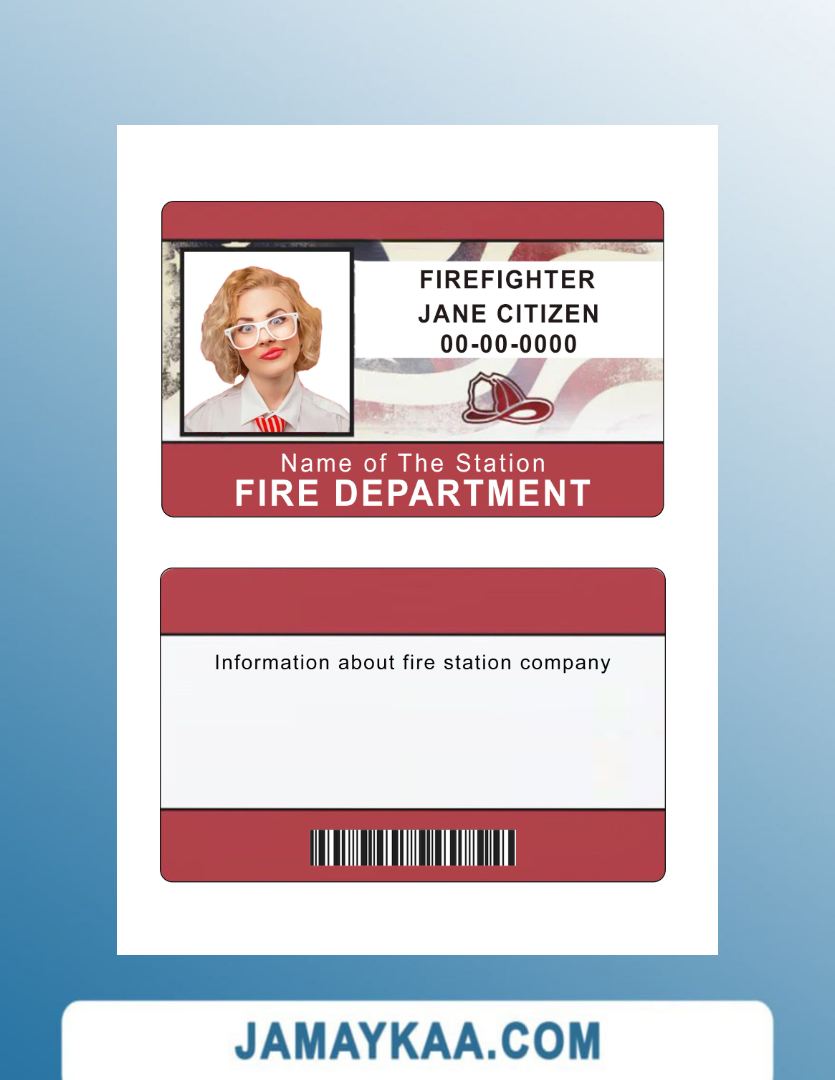 FIREFIGHTER
JANE CITIZEN
00-00-0000
Name of The Station
FIRE DEPARTMENT
Information about fire station company
JAMAYKAA.COM